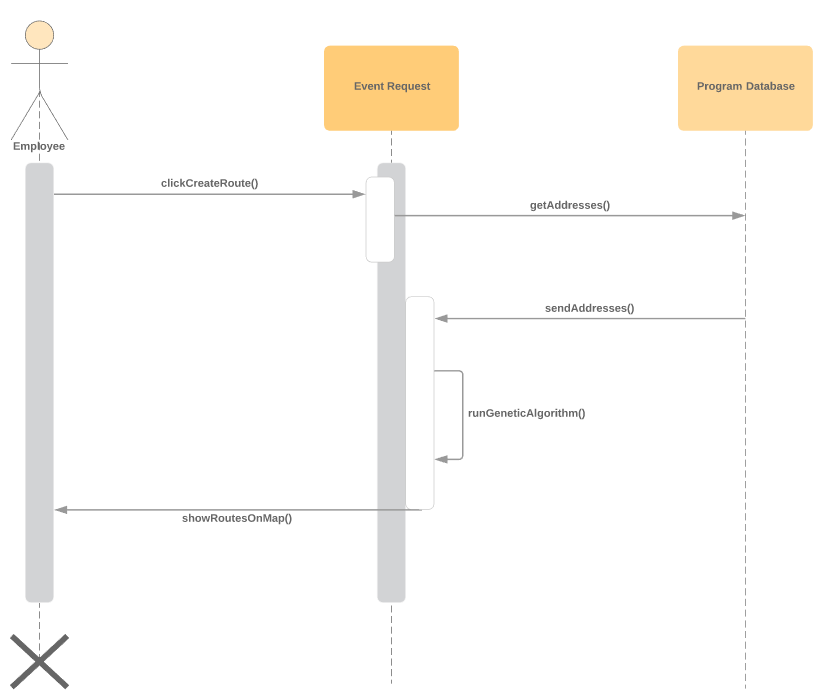 Employee
Event Request
Program Database
clickCreateRoute()
getAddresses()
sendAddresses()
runGeneticAlgorithm()
showRoutesOnMap()